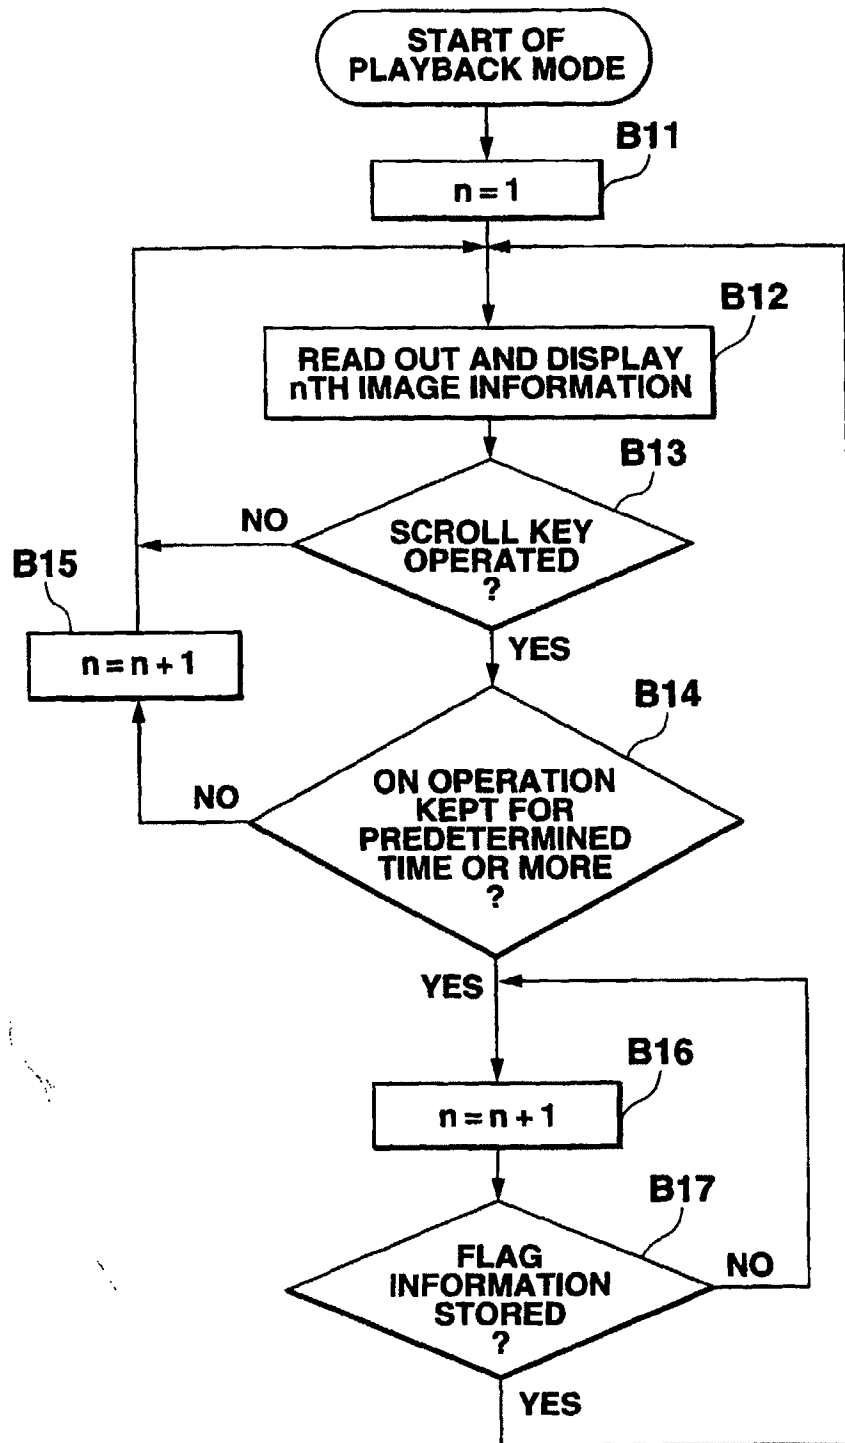 START OF
PLAYBACK MODE
B11
n=1
B12
READ OUT AND DISPLAY
nTH IMAGE INFORMATION
B13
NO
SCROLL KEY
OPERATED
?
B15
YES
n=n+1
B14
NO
ON OPERATION
KEPT FOR
PREDETERMINED
TIME OR MORE
?
YES
B16
n=n+1
B17
FLAG
INFORMATION
STORED
?
NO
YES